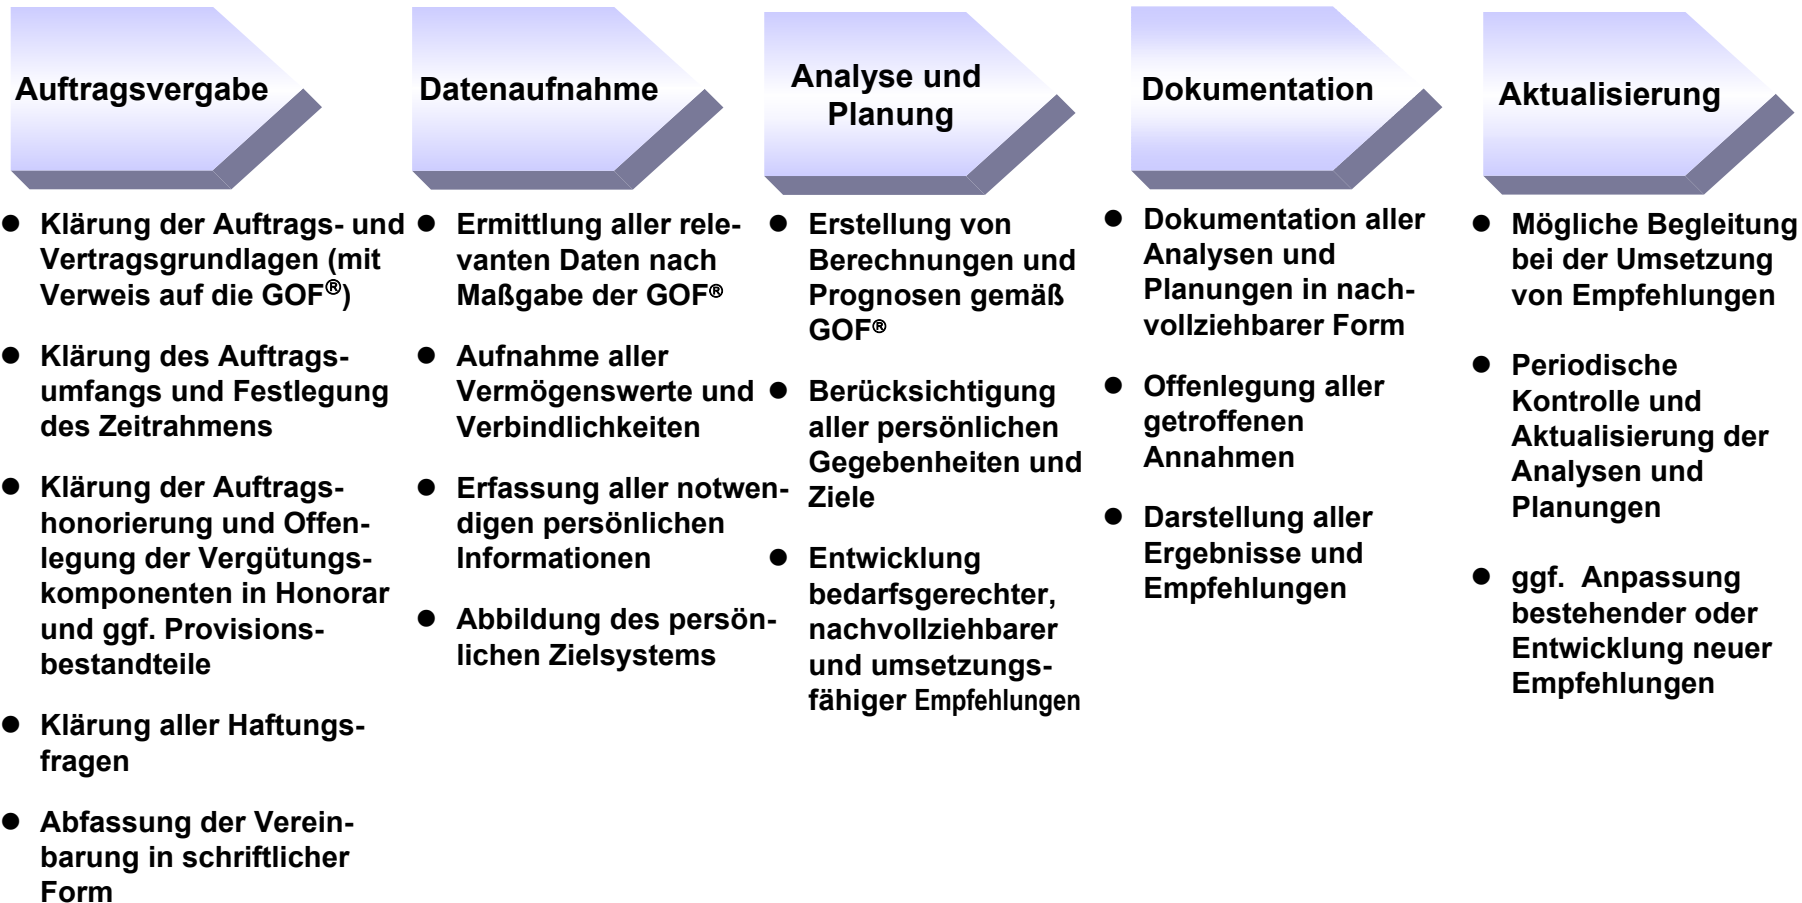 Auftragsvergabe
Klärung der Auftrags- und
Vertragsgrundlagen (mit
Verweis auf die GOF®)
Klärung des Auftrags-
umfangs und Festlegung
des Zeitrahmens
Klärung der Auftrags-
honorierung und Offen-
legung der Vergütungs-
komponenten in Honorar
und ggf. Provisions-
bestandteile
Klärung aller Haftungs-
fragen
Abfassung der Verein-
barung in schriftlicher
Form
Datenaufnahme
Ermittlung aller rele-
vanten Daten nach
Maßgabe der GOF®
Aufnahme aller
Vermögenswerte und
Verbindlichkeiten
Erfassung aller notwen-
digen persönlichen
Informationen
Abbildung des persön-
lichen Zielsystems
Analyse und
Planung
Erstellung von
Berechnungen und
Prognosen gemäß
GOF®
Berücksichtigung
aller persönlichen
Gegebenheiten und
Ziele
Entwicklung
bedarfsgerechter,
nachvollziehbarer
und umsetzungs-
fähiger Empfehlungen
Dokumentation
Dokumentation aller
Analysen und
Planungen in nach-
vollziehbarer Form
Offenlegung aller
getroffenen
Annahmen
Darstellung aller
Ergebnisse und
Empfehlungen
Aktualisierung
Mögliche Begleitung
bei der Umsetzung
von Empfehlungen
Periodische
Kontrolle und
Aktualisierung der
Analysen und
Planungen
ggf. Anpassung
bestehender oder
Entwicklung neuer
Empfehlungen